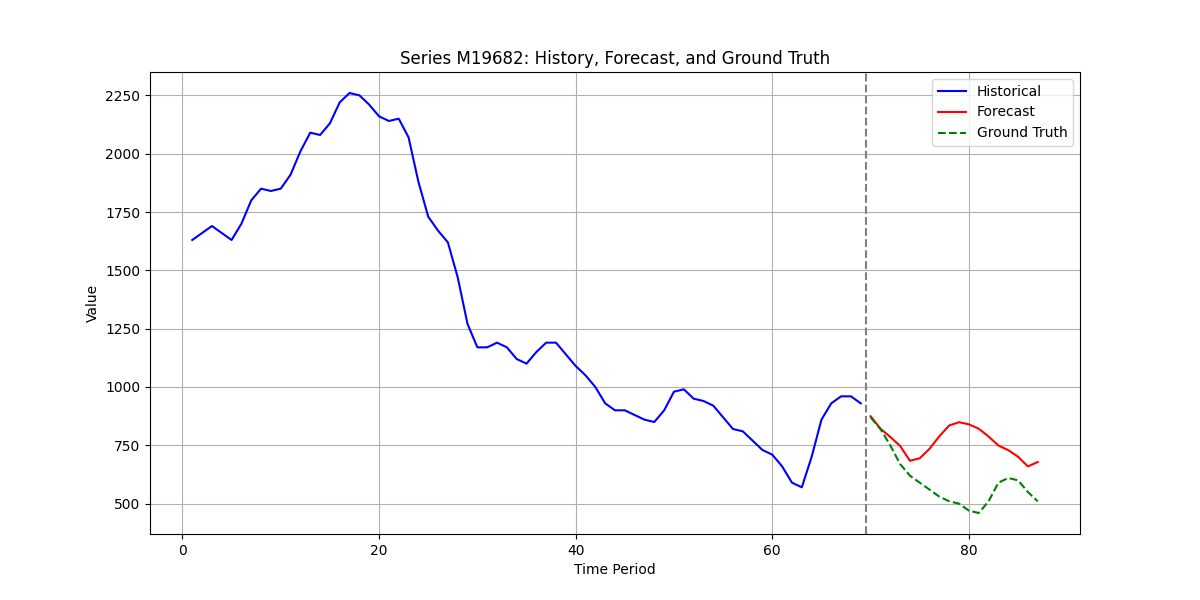 Series M19682: History, Forecast, and Ground Truth
Historical
Forecast
Ground Truth
Value
2250
2000
1750
1500
1250
1000
750
500
0
20
40
60
80
Time Period